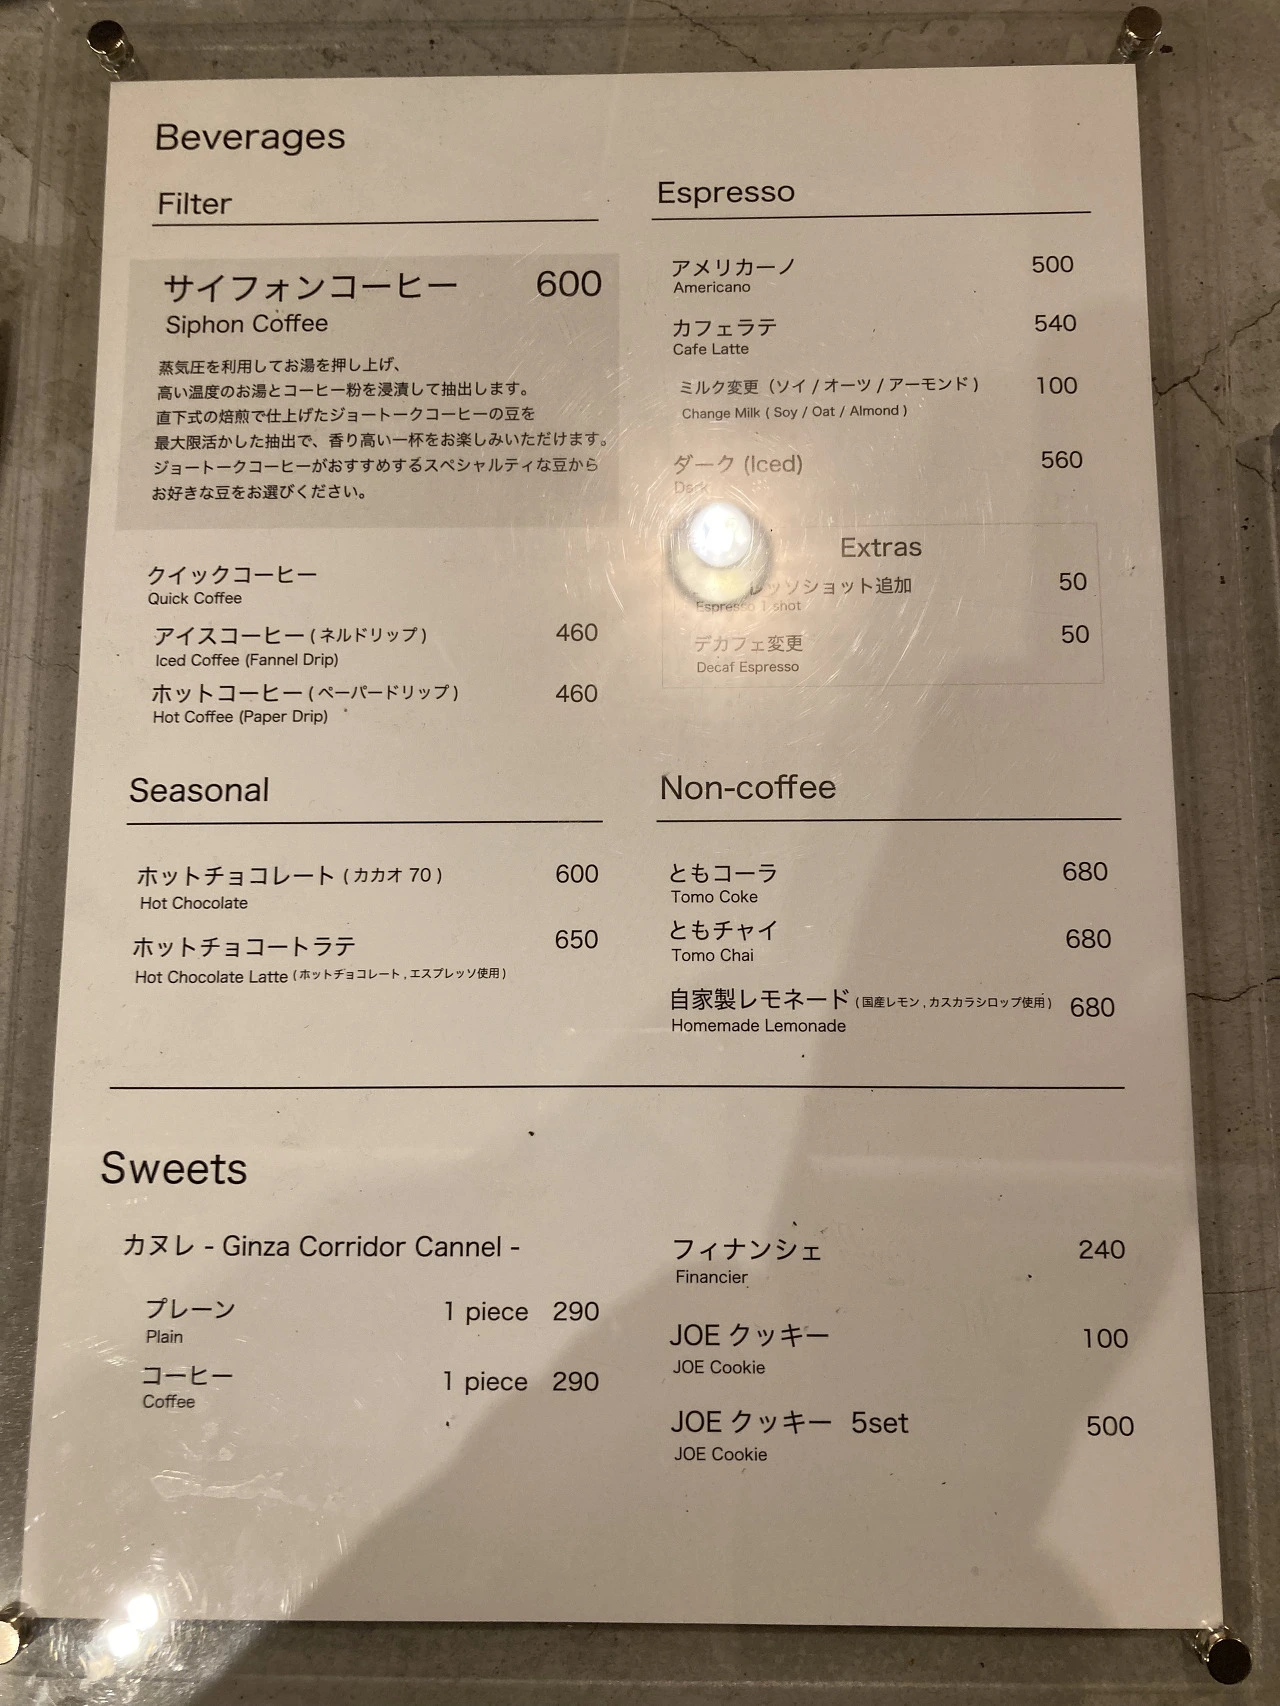 Beverages
Filter
サイフォンコーヒー 600
Siphon Coffee
蒸気圧を利用してお湯を押し上げ、
高い温度のお湯とコーヒー粉を浸漬して抽出します。
直下式の焙煎で仕上げたジョートークコーヒーの豆を
最大限活かした抽出で、香り高い一杯をお楽しみいただけます。
ジョートークコーヒーがおすすめするスペシャルティな豆から
お好きな豆をお選びください。
クイックコーヒー
Quick Coffee
アイスコーヒー ( ネルドリップ ) 460
Iced Coffee (Fannel Drip)
ホットコーヒー ( ペーパードリップ ) 460
Hot Coffee (Paper Drip)
Espresso
アメリカーノ 500
Americano
カフェラテ 540
Cafe Latte
ミルク変更（ソイ / オーツ / アーモンド ) 100
Change Milk ( Soy / Oat / Almond )
ダーク (Iced) 560
Dark
Extras
レッソショット追加 50
Espresso 1 shot
デカフェ変更 50
Decaf Espresso
Seasonal
ホットチョコレート ( カカオ 70 ) 600
Hot Chocolate
ホットチョコートラテ 650
Hot Chocolate Latte ( ホットチョコレート , エスプレッソ使用 )
Non-coffee
ともコーラ 680
Tomo Coke
ともチャイ 680
Tomo Chai
自家製レモネード ( 国産レモン , カスカラシロップ使用 ) 680
Homemade Lemonade
Sweets
カヌレ - Ginza Corridor Cannel -
プレーン 1 piece 290
Plain
コーヒー 1 piece 290
Coffee
フィナンシェ 240
Financier
JOE クッキー 100
JOE Cookie
JOE クッキー 5set 500
JOE Cookie